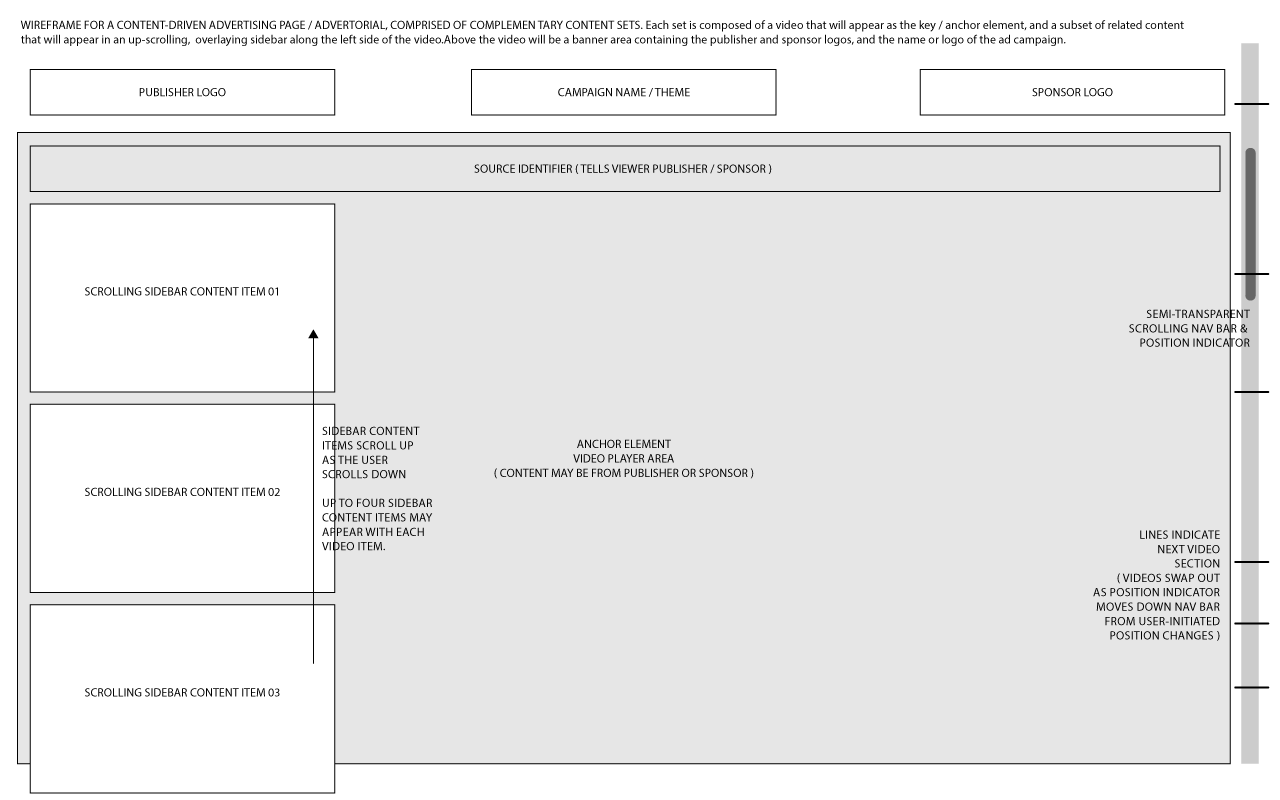 WIREFRAME FOR A CONTENT-DRIVEN ADVERTISING PAGE / ADVERTORIAL, COMPRISED OF COMPLEMEN TARY CONTENT SETS. Each set is composed of a video that will appear as the key / anchor element, and a subset of related content
that will appear in an up-scrolling, overlaying sidebar along the left side of the video.Above the video will be a banner area containing the publisher and sponsor logos, and the name or logo of the ad campaign.
PUBLISHER LOGO
CAMPAIGN NAME / THEME
SPONSOR LOGO
SOURCE IDENTIFIER ( TELLS VIEWER PUBLISHER / SPONSOR )
SCROLLING SIDEBAR CONTENT ITEM 01
SEMI-TRANSPARENT
SCROLLING NAV BAR &
POSITION INDICATOR
SIDEBAR CONTENT
ITEMS SCROLL UP
AS THE USER
SCROLLS DOWN
UP TO FOUR SIDEBAR
CONTENT ITEMS MAY
APPEAR WITH EACH
VIDEO ITEM.
ANCHOR ELEMENT
VIDEO PLAYER AREA
( CONTENT MAY BE FROM PUBLISHER OR SPONSOR )
SCROLLING SIDEBAR CONTENT ITEM 02
LINES INDICATE
NEXT VIDEO
SECTION
( VIDEOS SWAP OUT
AS POSITION INDICATOR
MOVES DOWN NAV BAR
FROM USER-INITIATED
POSITION CHANGES )
SCROLLING SIDEBAR CONTENT ITEM 03